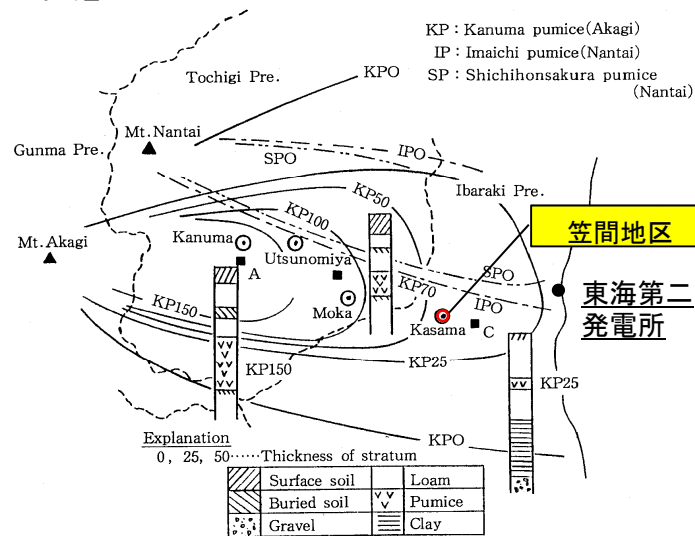 KP : Kanuma pumice(Akagi)
IP : Imaichi pumice(Nantai)
SP : Shichihonsakura pumice
(Nantai)
Tochigi Pre.
KPO
Mt.Nantai
Gunma Pre.
SPO
IPO
Ibaraki Pre.
KP50
KP100
笠間地区
Kanuma
Utsunomiya
Mt.Akagi
A
KP70
SPO
IPO
東海第二
発電所
KP150
Moka
Kasama
C
KP150
KP25
KP25
KPO
Explanation
0, 25, 50······Thickness of stratum
Surface soil
Loam
Buried soil
Pumice
Gravel
Clay